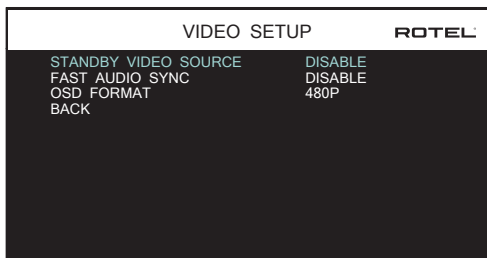 VIDEO SETUP ROTEL
STANDBY VIDEO SOURCE DISABLE
FAST AUDIO SYNC DISABLE
OSD FORMAT 480P
BACK